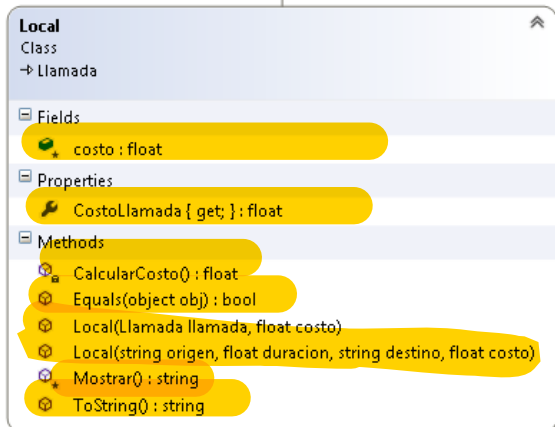 Local
Class
→ Llamada
Fields
costo : float
Properties
CostoLlamada { get; } : float
Methods
CalcularCosto() : float
Equals(object obj) : bool
Local(Llamada llamada, float costo)
Local(string origen, float duracion, string destino, float costo)
Mostrar() : string
ToString() : string